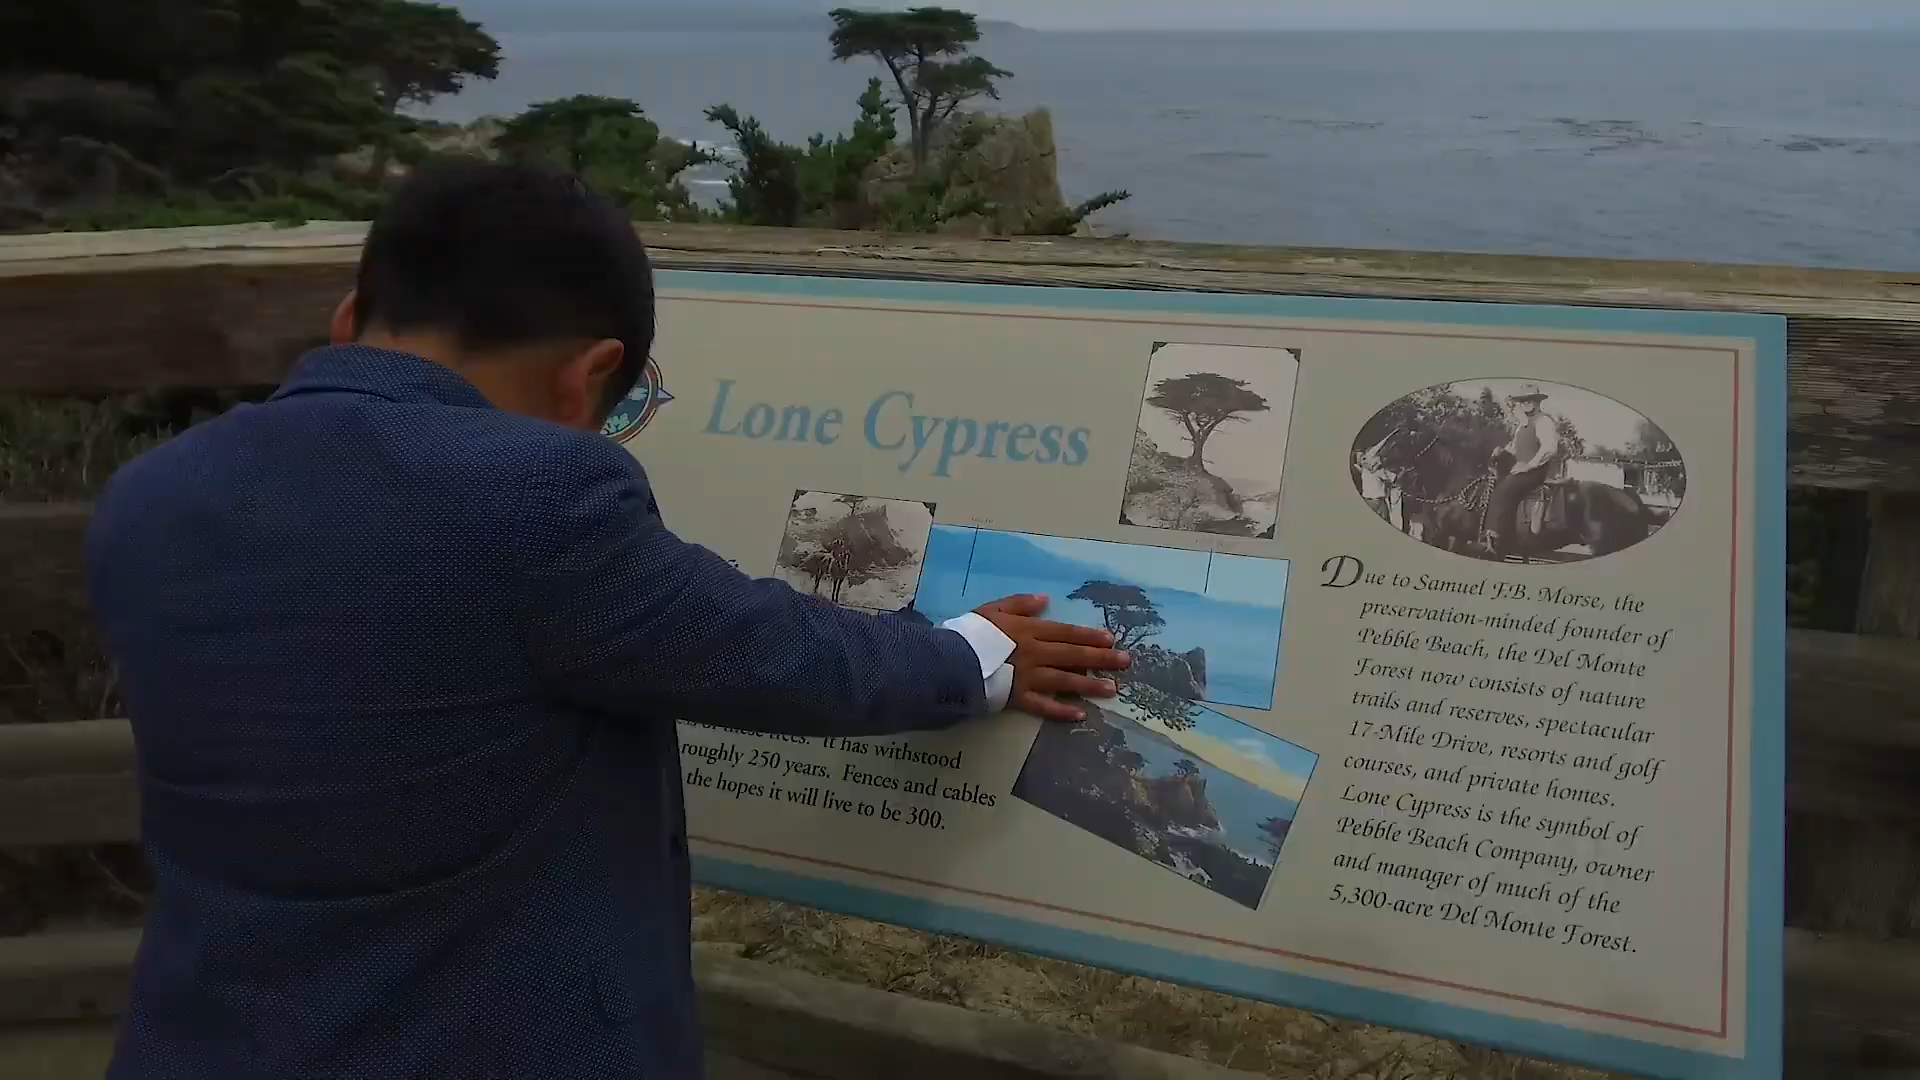 Lone Cypress
these trees. It has withstood
roughly 250 years. Fences and cables
the hopes it will live to be 300.
Due to Samuel F.B. Morse, the
preservation-minded founder of
Pebble Beach, the Del Monte
Forest now consists of nature
trails and reserves, spectacular
17-Mile Drive, resorts and golf
courses, and private homes.
Lone Cypress is the symbol of
Pebble Beach Company, owner
and manager of much of the
5,300-acre Del Monte Forest.